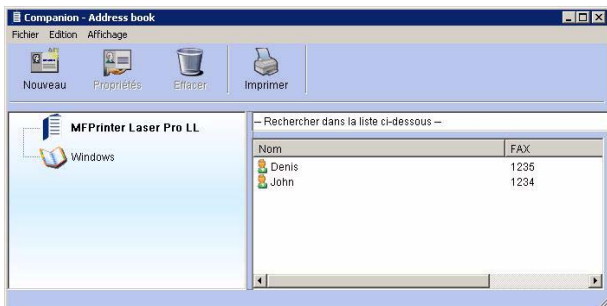 Companion - Address book
Fichier Edition Affichage
Nouveau Propriétés Effacer Imprimer
MFPrinter Laser Pro LL
Windows
-- Rechercher dans la liste ci-dessous --
Nom FAX
Denis 1235
John 1234